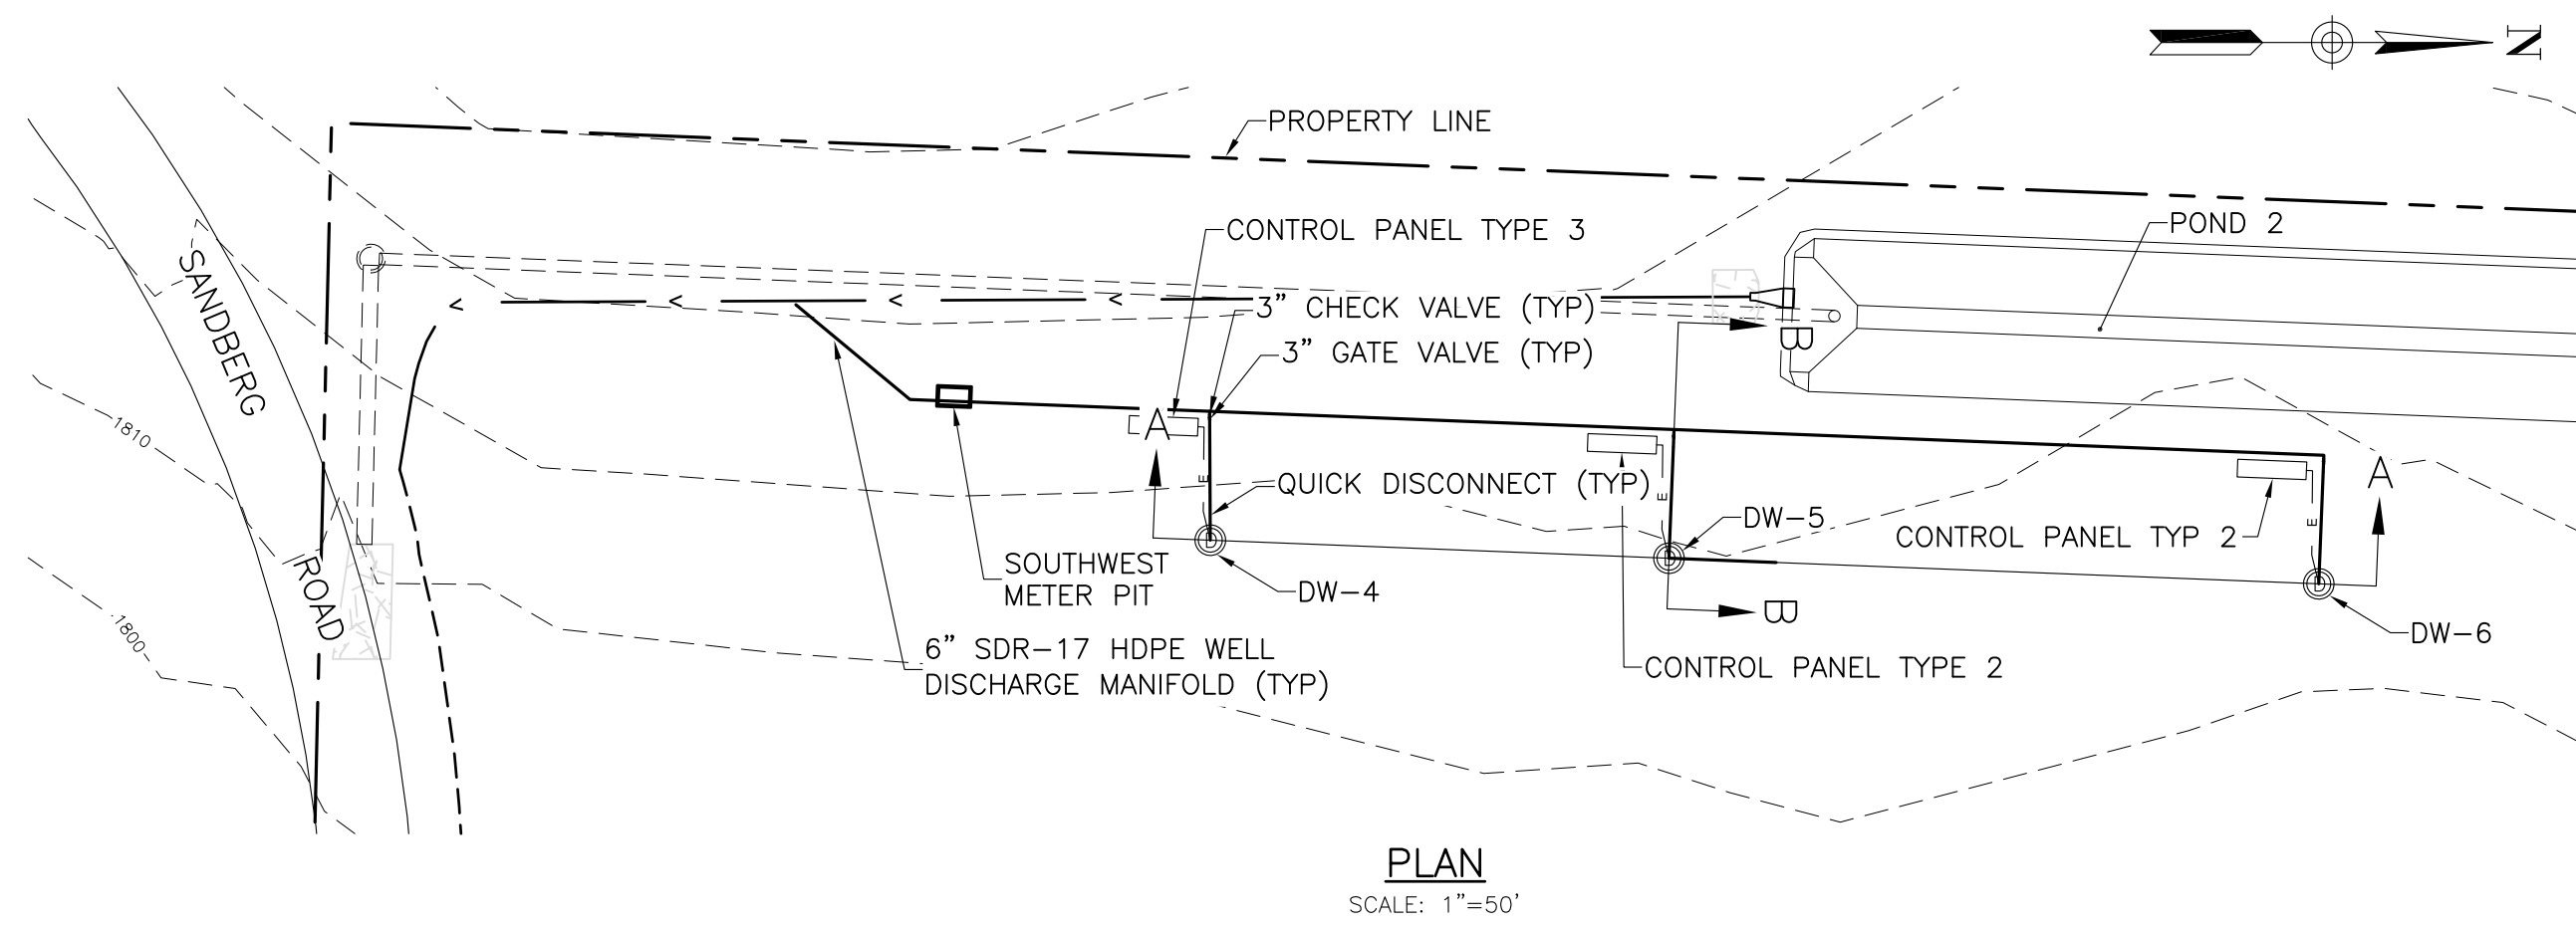 N
PROPERTY LINE
CONTROL PANEL TYPE 3
POND 2
SANDBERG
ROAD
<
<
<
<
3" CHECK VALVE (TYP)
3" GATE VALVE (TYP)
B
A
A
E
E
E
QUICK DISCONNECT (TYP)
DW-5
CONTROL PANEL TYP 2
1810
1800
D
D
D
SOUTHWEST
METER PIT
DW-4
B
DW-6
6" SDR-17 HDPE WELL
DISCHARGE MANIFOLD (TYP)
CONTROL PANEL TYPE 2
PLAN
SCALE: 1"=50'